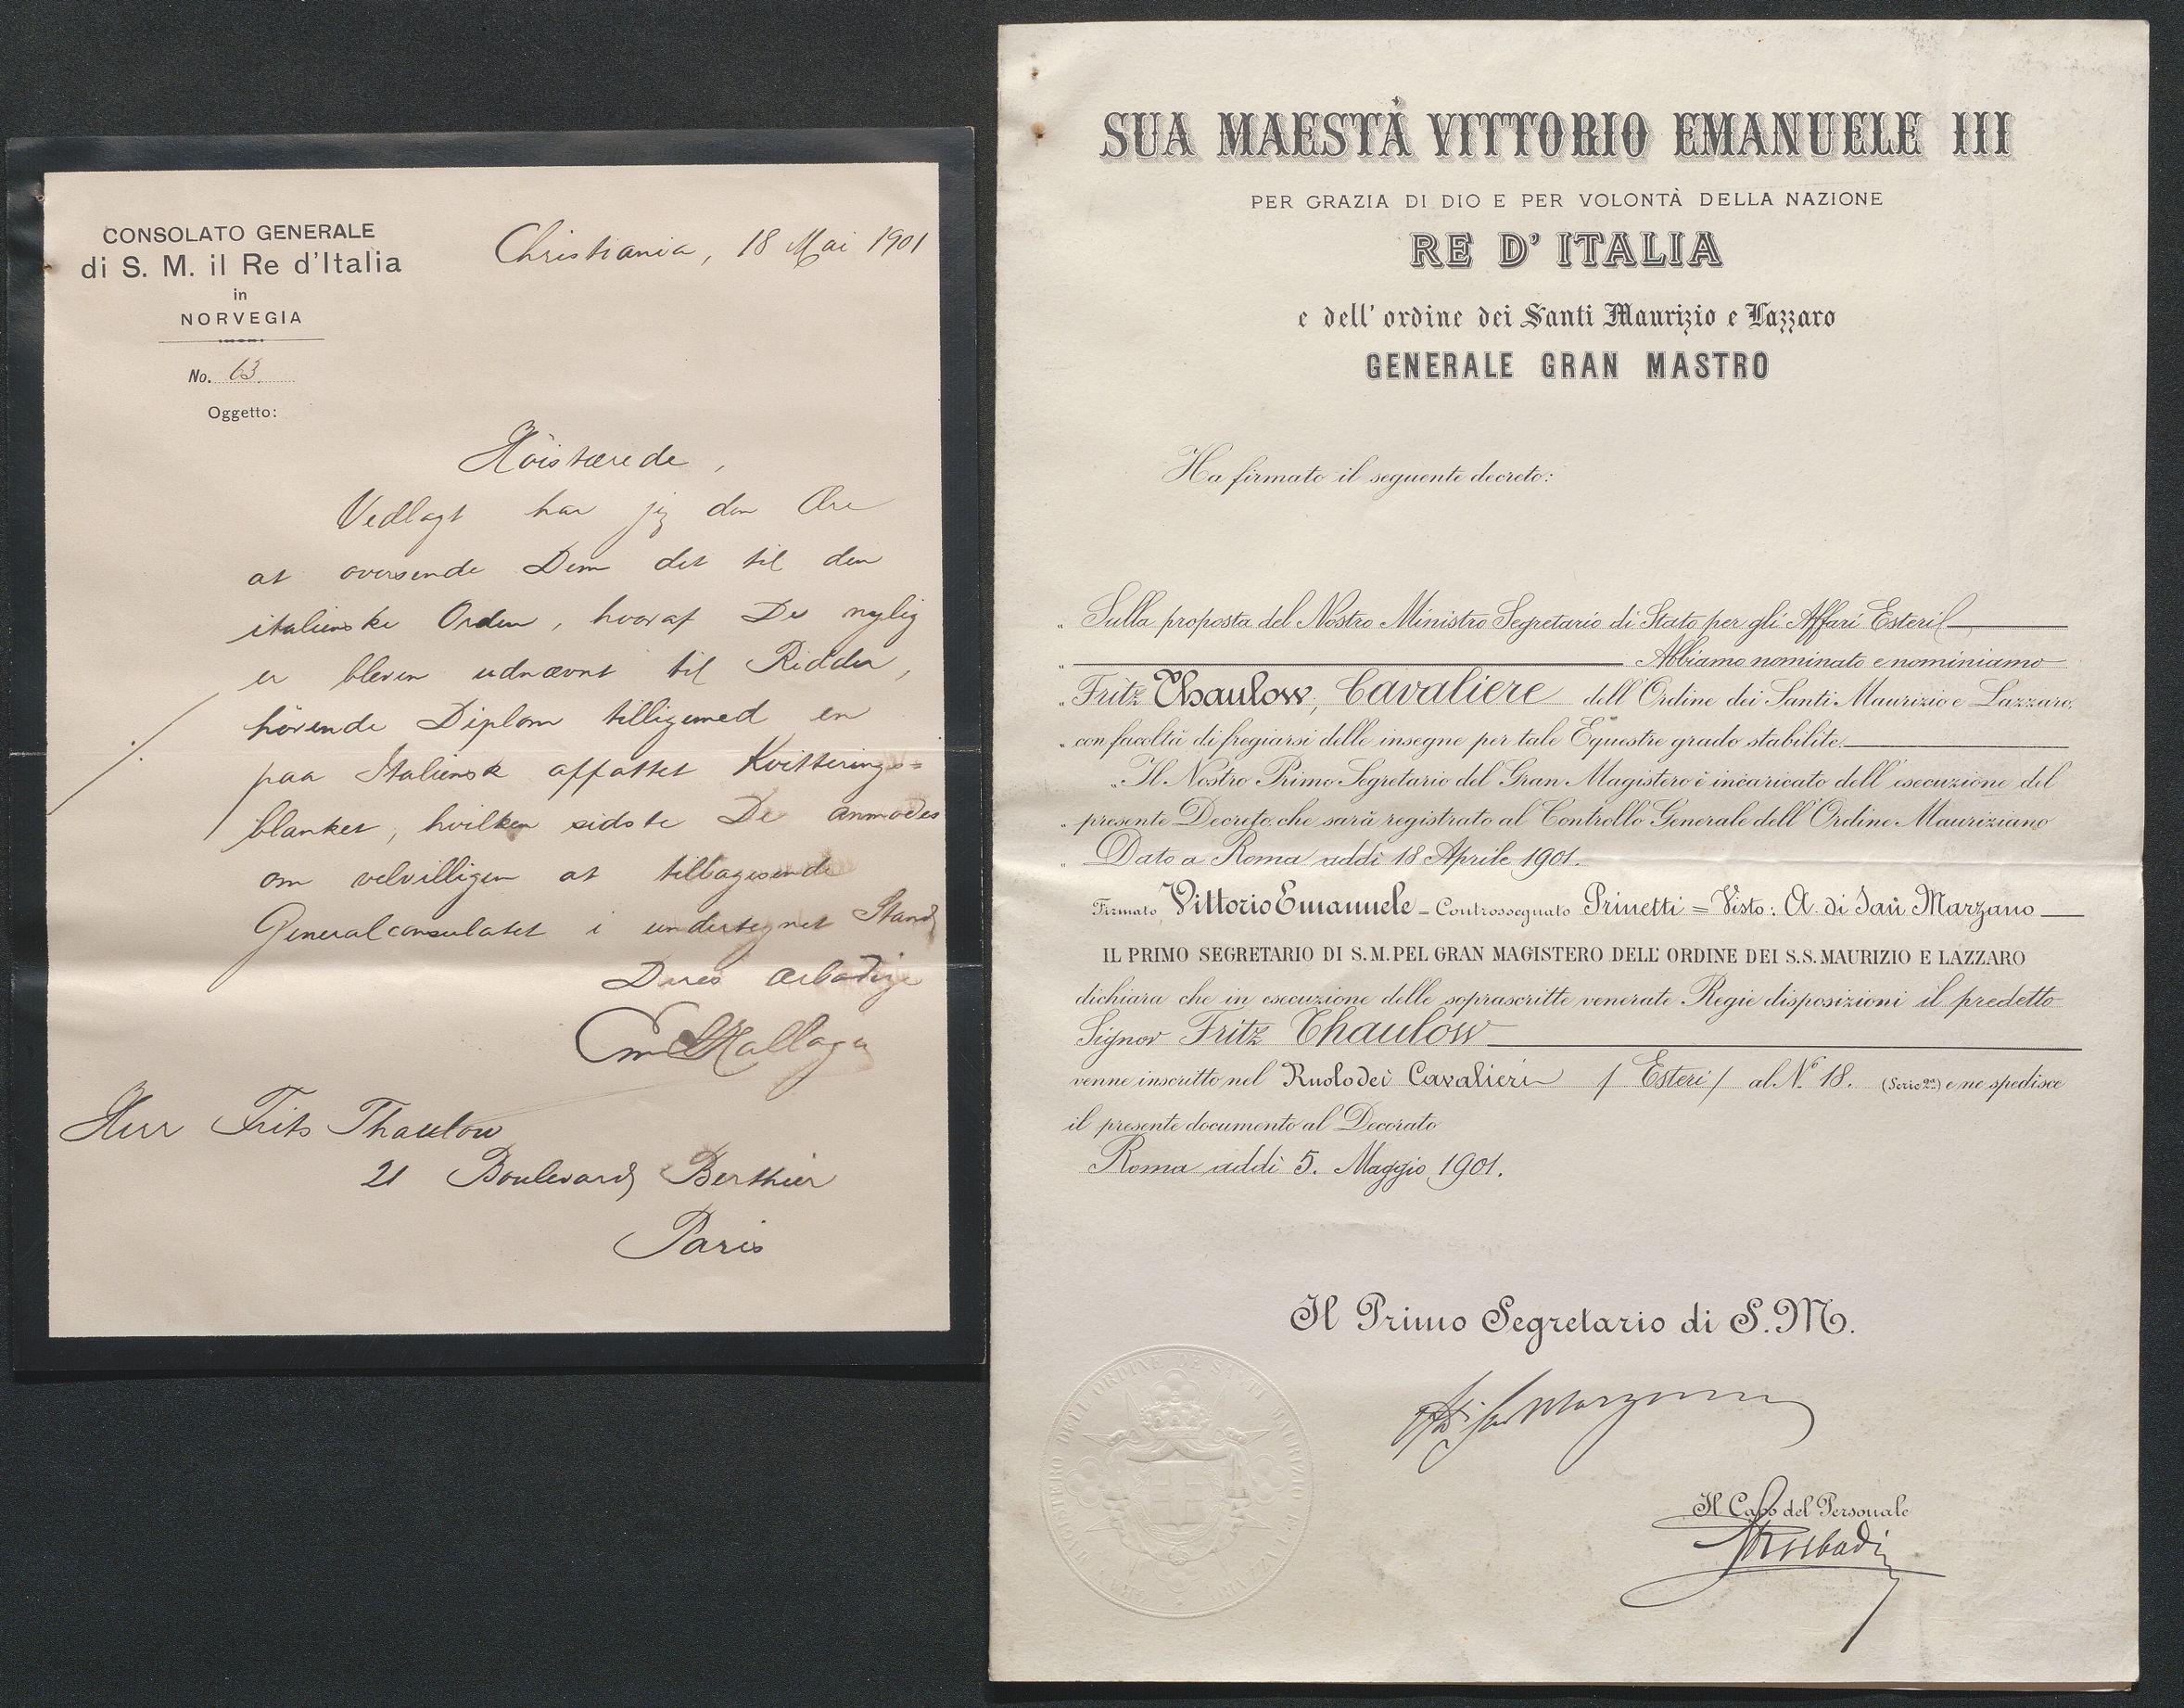 CONSOLATO GENERALE
di S. M. il Re d'Italia
in
NORVEGIA
No. 63
Oggetto:
Christiania, 18 Mai 1901
Höistærede,
Vedlagt har jeg den Ære
at oversende Dem det til den
italienske Orden, hvoraf De nylig
er bleven udnævnt til Ridder,
hörende Diplom tilligemed en
paa Italiensk affattet Kvitterings=
blanket, hvilken sidste De anmodes
om velvilligen at tilbagesende
Generalconsulatet i undertegnet Stand
Deres ærbødige
Herr Frits Thaulow
21 Boulevard Berthier
Paris
SUA MAESTÀ VITTORIO EMANUELE III
PER GRAZIA DI DIO E PER VOLONTÀ DELLA NAZIONE
RE D' ITALIA
e dell' ordine dei Santi Maurizio e Lazzaro
GENERALE GRAN MASTRO
Ha firmato il seguente decreto:
„ Sulla proposta del Nostro Ministro Segretario di Stato per gli Affari Esteri
„ Abbiamo nominato e nominiamo
„ Fritz Thaulow, Cavaliere dell' Ordine dei Santi Maurizio e Lazzaro,
„ con facoltà di fregiarsi delle insegne per tale Equestre grado stabilite.
„ Il Nostro Primo Segretario del Gran Magistero è incaricato dell' esecuzione del
„ presente Decreto che sarà registrato al Controllo Generale dell' Ordine Mauriziano
„ Dato a Roma addì 18 Aprile 1901.
Firmato, Vittorio Emanuele - Controssegnato Prinetti = Visto: A. di San Marzano
IL PRIMO SEGRETARIO DI S. M. PEL GRAN MAGISTERO DELL' ORDINE DEI S.S. MAURIZIO E LAZZARO
dichiara che in esecuzione delle soprascritte venerate Regie disposizioni il predetto
Signor Fritz Thaulow
venne inscritto nel Ruolo dei Cavalieri / Esteri / al N.° 18. (Serie 2a) e ne spedisce
il presente documento al Decorato
Roma addì 5. Maggio 1901.
Il Primo Segretario di S. M.
A di San Marzano
Il Capo del Personale